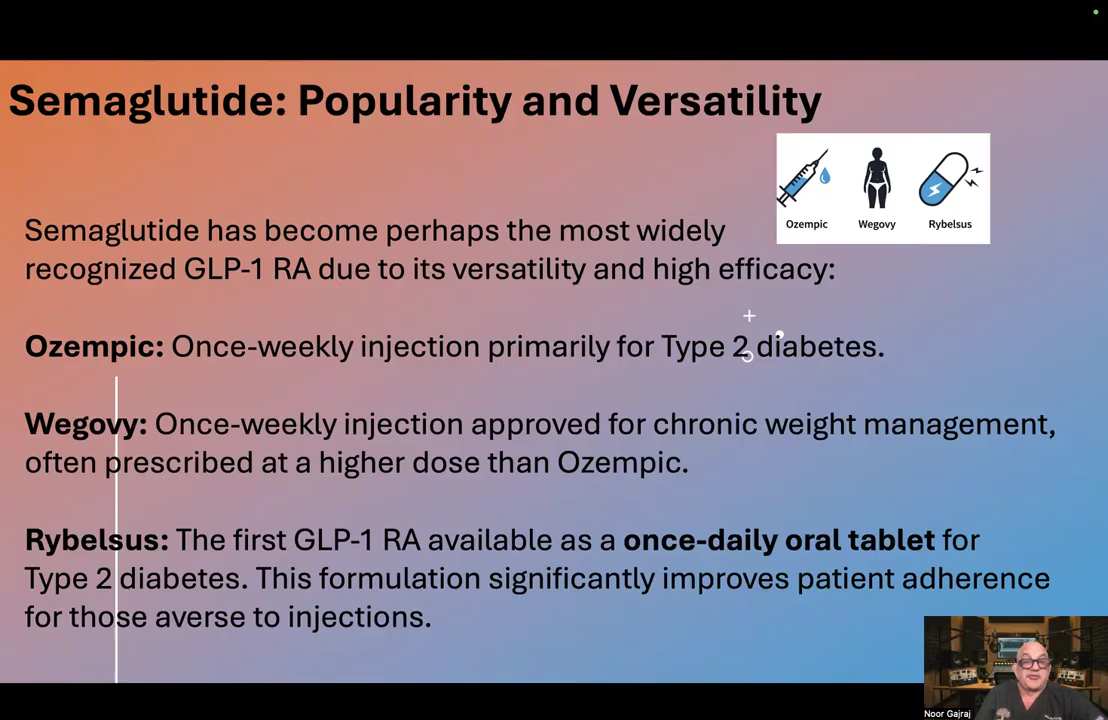 Semaglutide: Popularity and Versatility
Ozempic
Wegovy
Rybelsus
Semaglutide has become perhaps the most widely
recognized GLP-1 RA due to its versatility and high efficacy:
Ozempic: Once-weekly injection primarily for Type 2 diabetes.
Wegovy: Once-weekly injection approved for chronic weight management,
often prescribed at a higher dose than Ozempic.
Rybelsus: The first GLP-1 RA available as a once-daily oral tablet for
Type 2 diabetes. This formulation significantly improves patient adherence
for those averse to injections.
Noor Gajraj